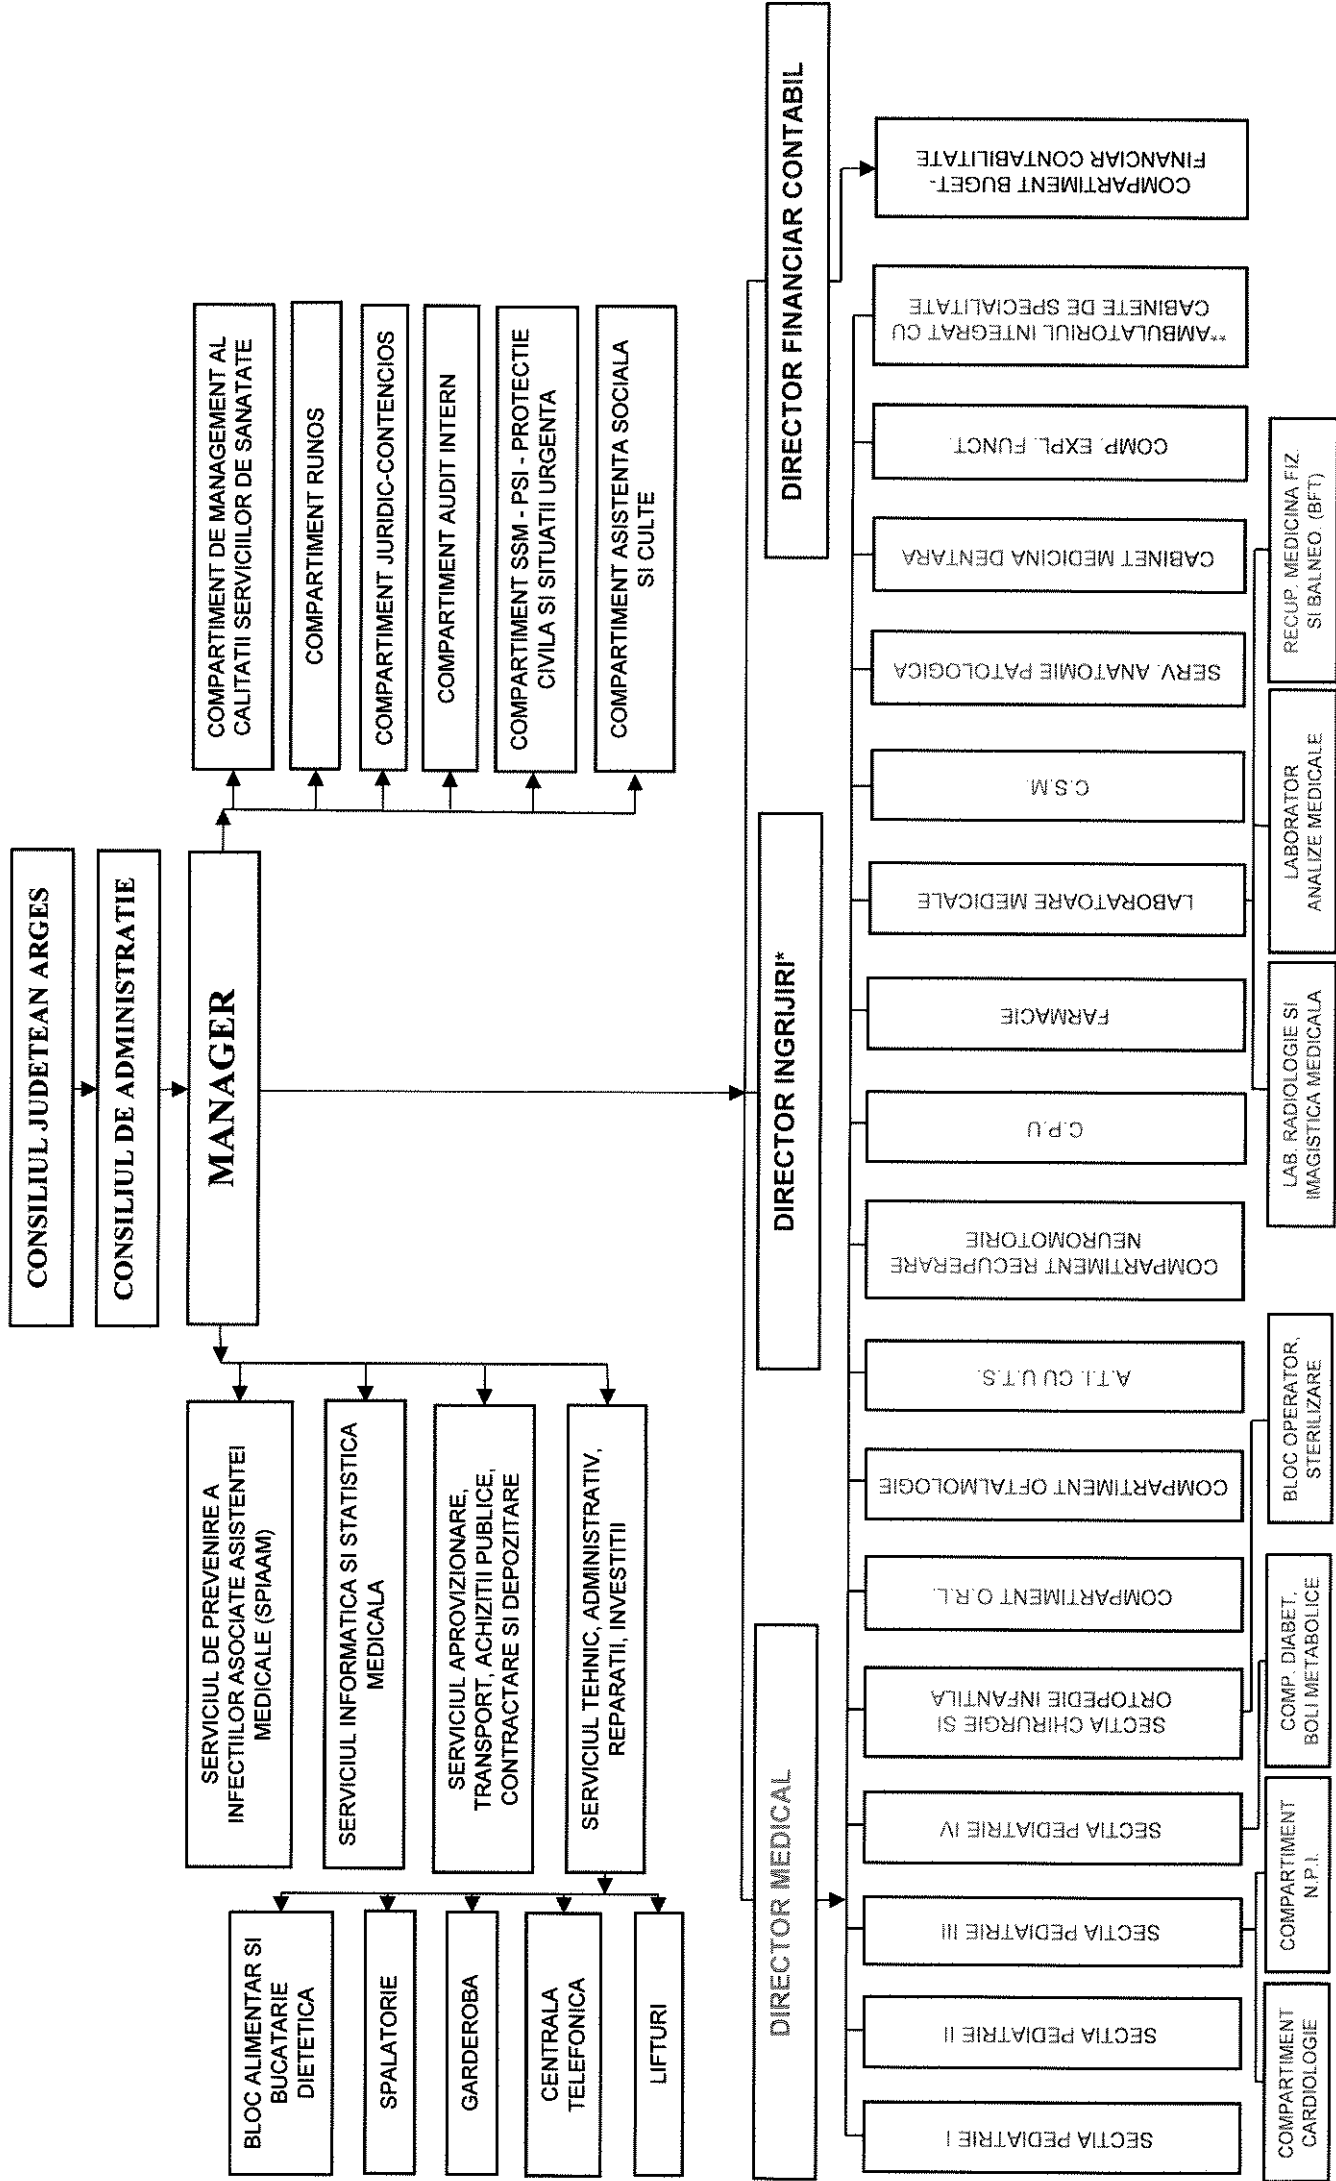 CONSILIUL JUDETEAN ARGES
CONSILIUL DE ADMINISTRATIE
MANAGER
SERVICIUL DE PREVENIRE A
INFECTIILOR ASOCIATE ASISTENTEI
MEDICALE (SPIAAM)
SERVICIUL INFORMATICA SI STATISTICA
MEDICALA
SERVICIUL APROVIZIONARE,
TRANSPORT, ACHIZITII PUBLICE,
CONTRACTARE SI DEPOZITARE
SERVICIUL TEHNIC, ADMINISTRATIV,
REPARATII, INVESTITII
BLOC ALIMENTAR SI
BUCATARIE
DIETETICA
SPALATORIE
GARDEROBA
CENTRALA
TELEFONICA
LIFTURI
COMPARTIMENT DE MANAGEMENT AL
CALITATII SERVICIILOR DE SANATATE
COMPARTIMENT RUNOS
COMPARTIMENT JURIDIC-CONTENCIOS
COMPARTIMENT AUDIT INTERN
COMPARTIMENT SSM - PSI - PROTECTIE
CIVILA SI SITUATII URGENTA
COMPARTIMENT ASISTENTA SOCIALA
SI CULTE
DIRECTOR MEDICAL
DIRECTOR INGRIJIRI*
DIRECTOR FINANCIAR CONTABIL
SECTIA PEDIATRIE I
SECTIA PEDIATRIE II
SECTIA PEDIATRIE III
SECTIA PEDIATRIE IV
SECTIA CHIRURGIE SI
ORTOPEDIE INFANTILA
COMPARTIMENT O.R.L.
COMPARTIMENT OFTALMOLOGIE
A.T.I. CU U.T.S.
COMPARTIMENT RECUPERARE
NEUROMOTORIE
C.P.U
FARMACIE
LABORATOARE MEDICALE
C.S.M.
SERV. ANATOMIE PATOLOGICA
CABINET MEDICINA DENTARA
COMP. EXPL. FUNCT.
**AMBULATORIUL INTEGRAT CU
CABINETE DE SPECIALITATE
COMPARTIMENT BUGET-
FINANCIAR CONTABILITATE
COMPARTIMENT
CARDIOLOGIE
COMPARTIMENT
N.P.I.
COMP. DIABET,
BOLI METABOLICE
BLOC OPERATOR,
STERILIZARE
LAB. RADIOLOGIE SI
IMAGISTICA MEDICALA
LABORATOR
ANALIZE MEDICALE
RECUP. MEDICINA FIZ.
SI BALNEO. (BFT)